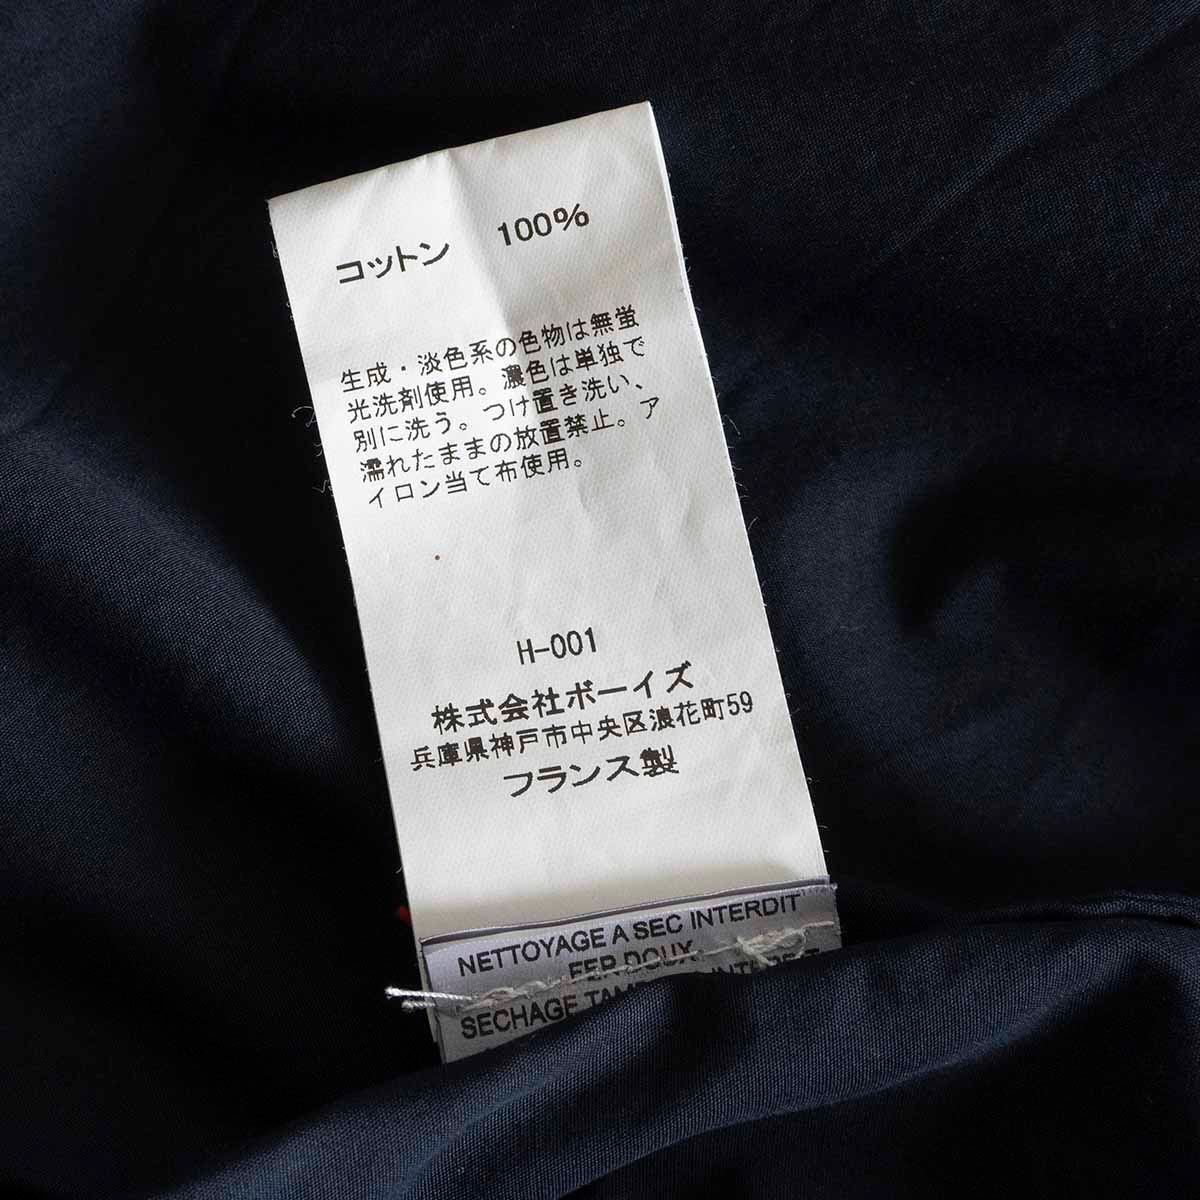 コットン 100%
生成・淡色系の色物は無蛍
光洗剤使用。濃色は単独で
別に洗う。つけ置き洗い、
濡れたままの放置禁止。ア
イロン当て布使用。
H-001
株式会社ボーイズ
兵庫県神戸市中央区浪花町59
フランス製
NETTOYAGE A SEC INTERDIT
FER DOUX
SECHAGE